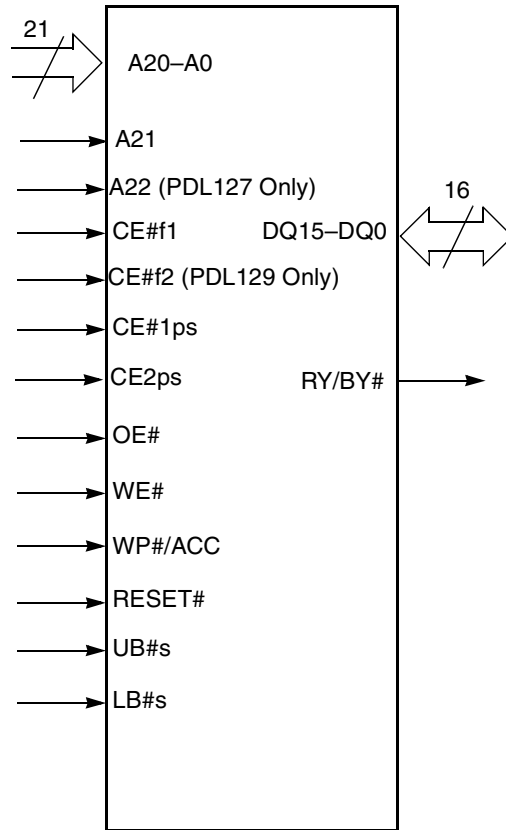 21
A20–A0
A21
A22 (PDL127 Only)
16
CE#f1
DQ15–DQ0
CE#f2 (PDL129 Only)
CE#1ps
CE2ps
RY/BY#
OE#
WE#
WP#/ACC
RESET#
UB#s
LB#s